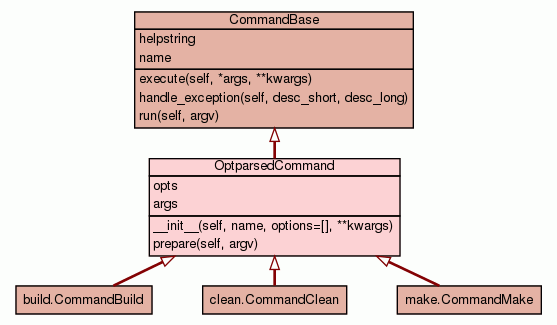 CommandBase
helpstring
name
execute(self, *args, **kwargs)
handle_exception(self, desc_short, desc_long)
run(self, argv)
OptparsedCommand
opts
args
__init__(self, name, options=[], **kwargs)
prepare(self, argv)
build.CommandBuild
clean.CommandClean
make.CommandMake